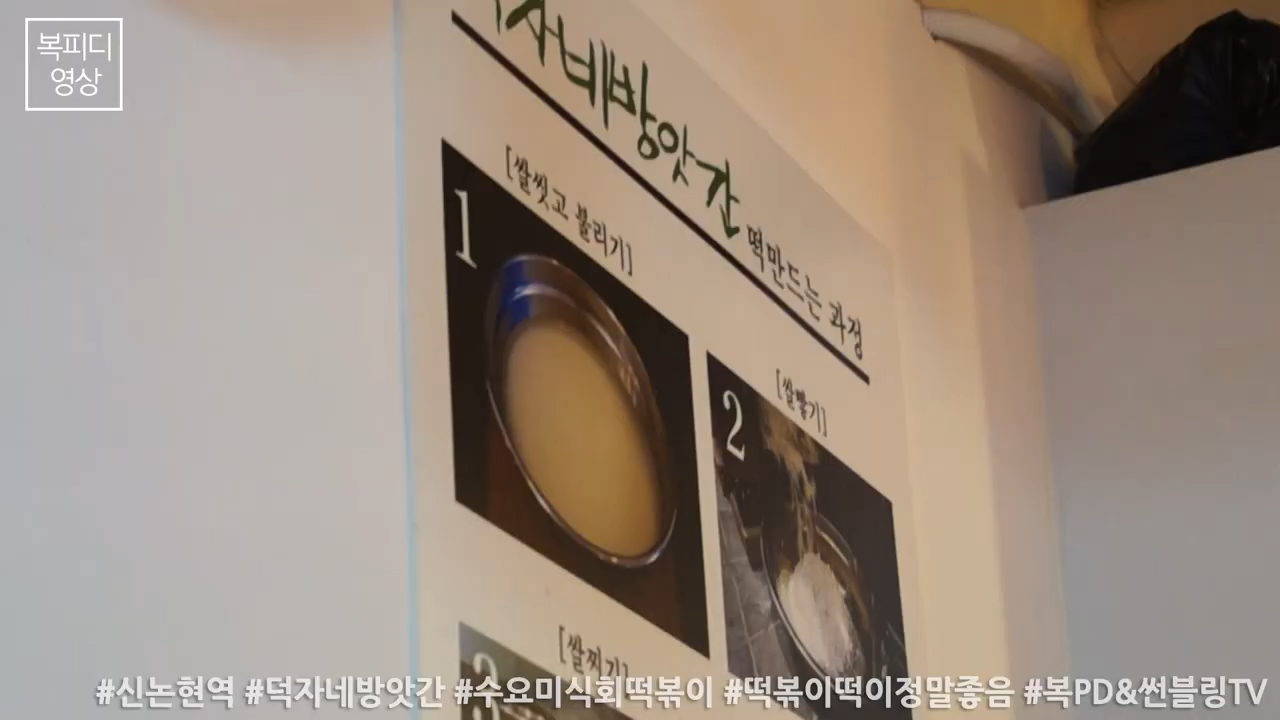 복피디
영상
자네방앗간 떡만드는 과정
[쌀씻고 불리기]
1
[쌀빻기]
2
[쌀찌기]
3
#신논현역 #덕자네방앗간 #수요미식회떡볶이 #떡볶이떡이정말좋음 #복PD&썬블링TV